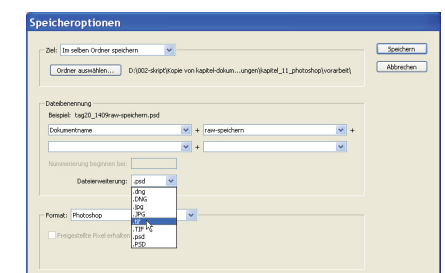 Speicheroptionen
Ziel: Im selben Ordner speichern
Speichern
Ordner auswählen... D:\002-skript\Kopie von kapitel-dokum...ungen\kapitel_11_photoshop\vorarbeit\
Abbrechen
Dateibenennung
Beispiel: tag20_1409raw-speichern.psd
Dokumentname + raw-speichern +
+
Nummerierung beginnen bei:
Dateierweiterung: .psd
.dng
.DNG
.jpg
.JPG
.tif
.TIF
.psd
.PSD
Format: Photoshop
Freigestellte Pixel erhalten